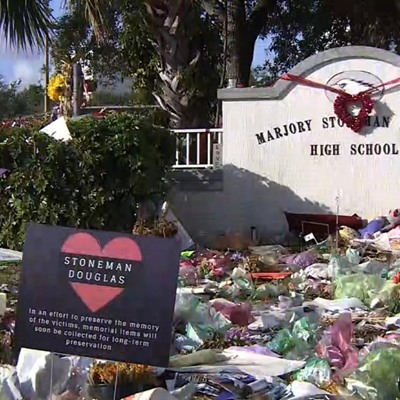 MARJORY
HIGH SCHOOL
STONEMAN
DOUGLAS
In an effort to preserve the memory
of the victims, memorial items will
soon be collected for long-term
preservation